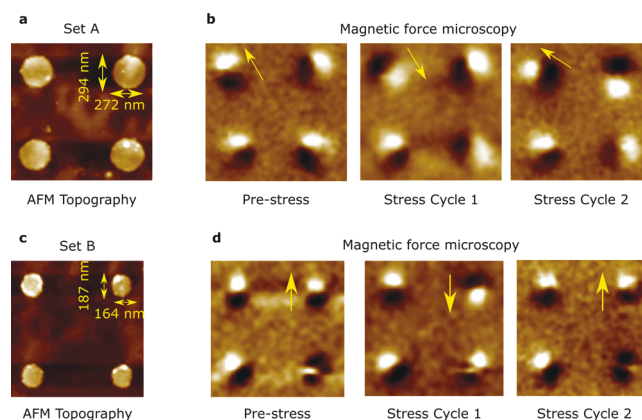 a
Set A
294 nm
272 nm
AFM Topography
b
Magnetic force microscopy
Pre-stress
Stress Cycle 1
Stress Cycle 2
c
Set B
187 nm
164 nm
AFM Topography
d
Magnetic force microscopy
Pre-stress
Stress Cycle 1
Stress Cycle 2